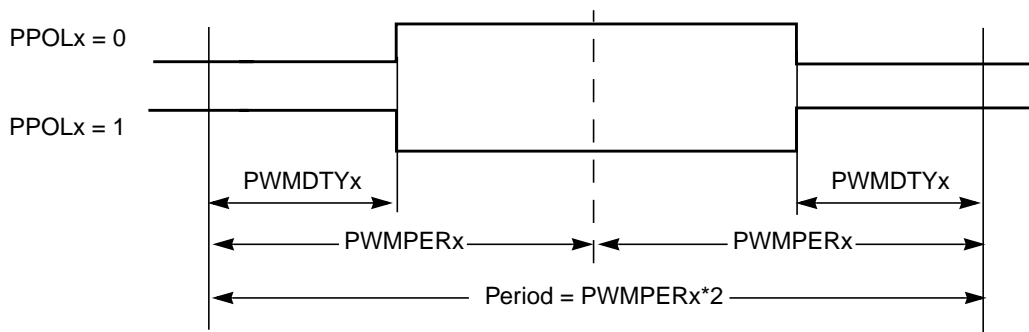 PPOLx = 0
PPOLx = 1
PWMDTYx
PWMDTYx
PWMPERx
PWMPERx
Period = PWMPERx*2